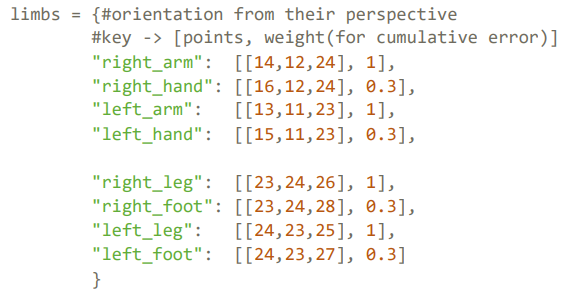 limbs = {#orientation from their perspective
        #key -> [points, weight(for cumulative error)]
        "right_arm":  [[14,12,24], 1],
        "right_hand": [[16,12,24], 0.3],
        "left_arm":   [[13,11,23], 1],
        "left_hand":  [[15,11,23], 0.3],

        "right_leg":  [[23,24,26], 1],
        "right_foot": [[23,24,28], 0.3],
        "left_leg":   [[24,23,25], 1],
        "left_foot":  [[24,23,27], 0.3]
        }